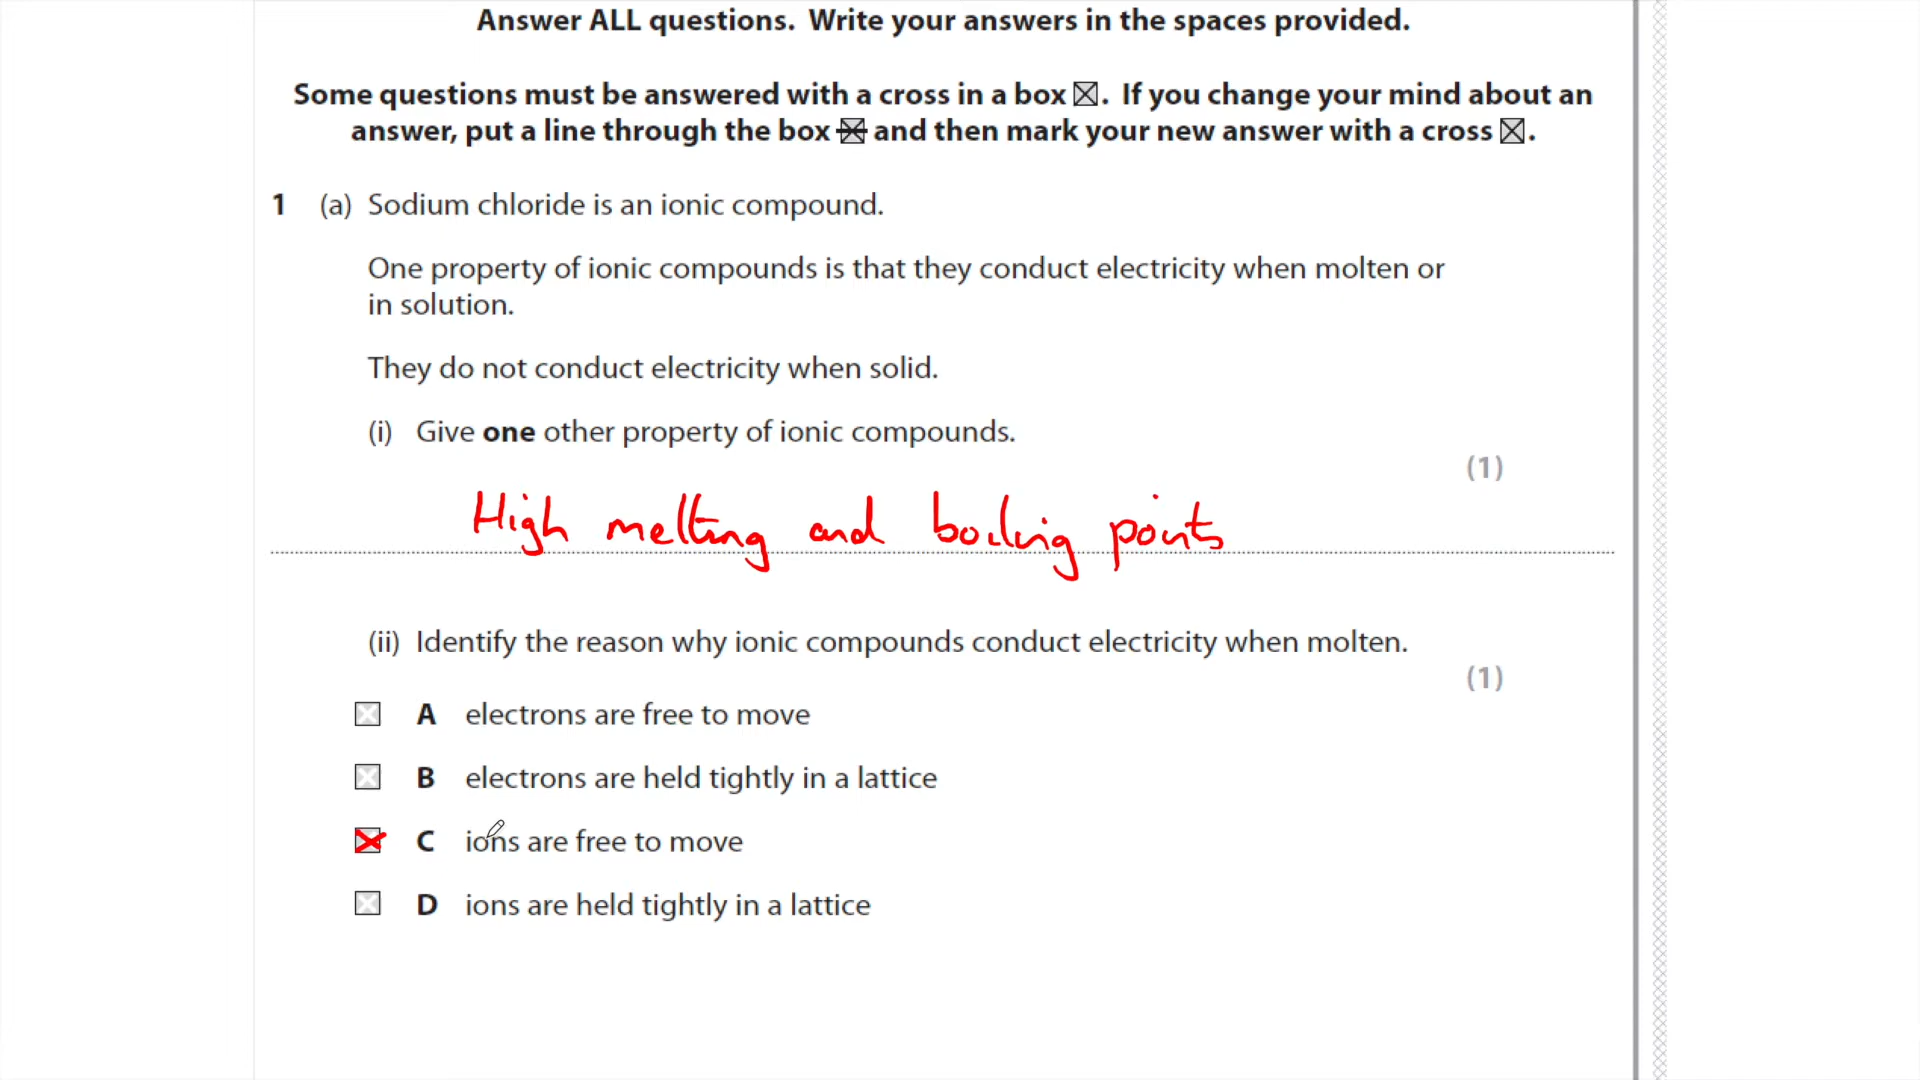 Answer ALL questions. Write your answers in the spaces provided.
Some questions must be answered with a cross in a box ☒. If you change your mind about an
answer, put a line through the box ☒ and then mark your new answer with a cross ☒.
1 (a) Sodium chloride is an ionic compound.
One property of ionic compounds is that they conduct electricity when molten or
in solution.
They do not conduct electricity when solid.
(i) Give one other property of ionic compounds.
(1)
High melting and boiling points
(ii) Identify the reason why ionic compounds conduct electricity when molten.
(1)
A electrons are free to move
B electrons are held tightly in a lattice
C ions are free to move
D ions are held tightly in a lattice